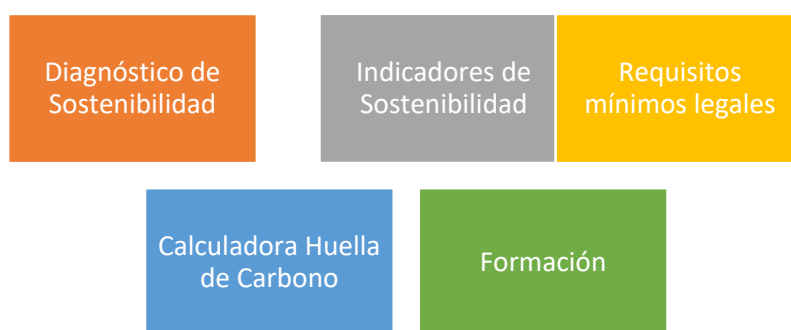 Diagnóstico de
Sostenibilidad
Indicadores de
Sostenibilidad
Requisitos
mínimos legales
Calculadora Huella
de Carbono
Formación